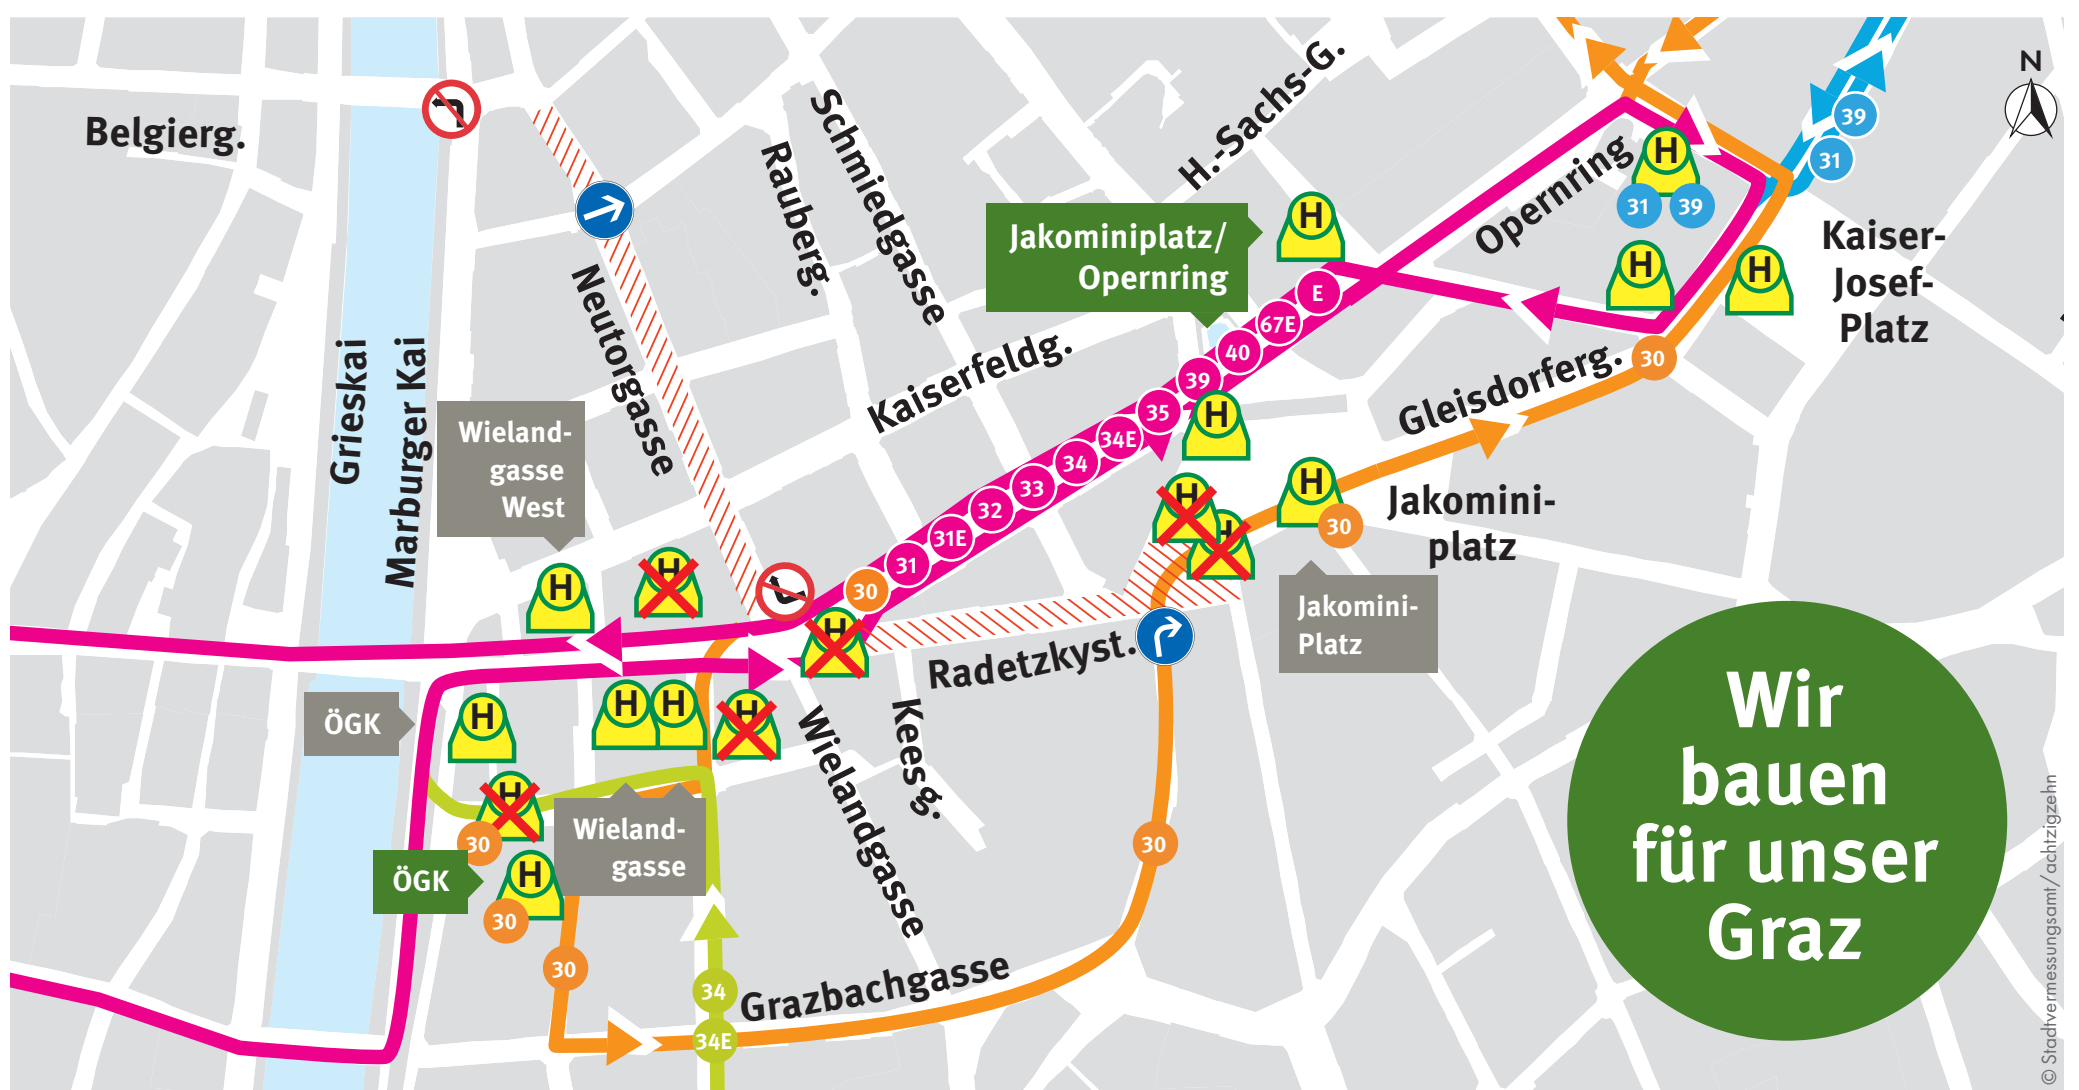 N
39
31
Belgierg.
H.-Sachs-G.
Schmiedgasse
Rauberg.
Opernring
H
31
39
H
Jakominiplatz/
Opernring
H
H
Kaiser-
Josef-
Platz
Neutorgasse
Grieskai
Marburger Kai
Kaiserfeldg.
E
67E
40
39
35
34E
34
33
32
31E
31
30
H
Gleisdorferg.
30
Wieland-
gasse
West
H
H
H
H
H
30
Jakomini-
platz
Jakomini-
Platz
H
Radetzkyst.
Keesg.
Wielandgasse
ÖGK
H
H
H
H
H
30
Wieland-
gasse
ÖGK
H
30
30
30
34
34E
Grazbachgasse
Wir
bauen
für unser
Graz
© Stadtvermessungsamt/achtzigzehn